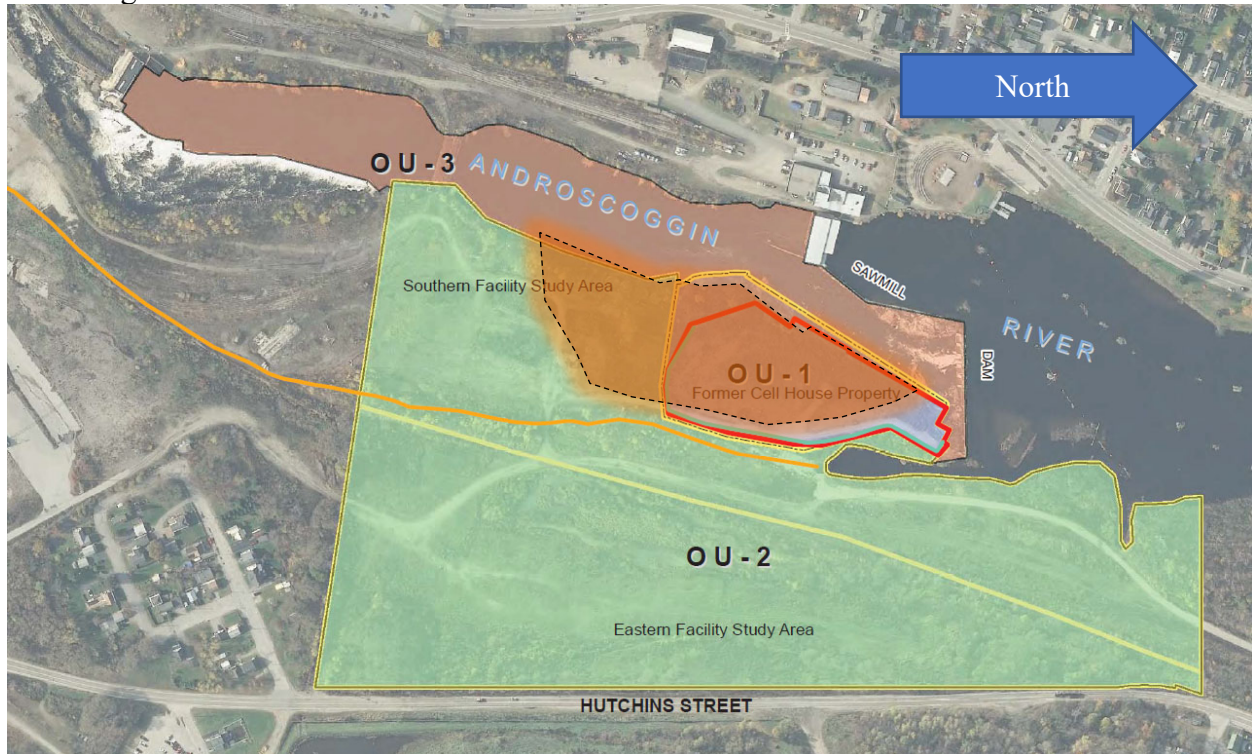 North
OU-3
ANDROSCOGGIN
SAWMILL
DAM
RIVER
Southern Facility Study Area
OU-1
Former Cell House Property
OU-2
Eastern Facility Study Area
HUTCHINS STREET